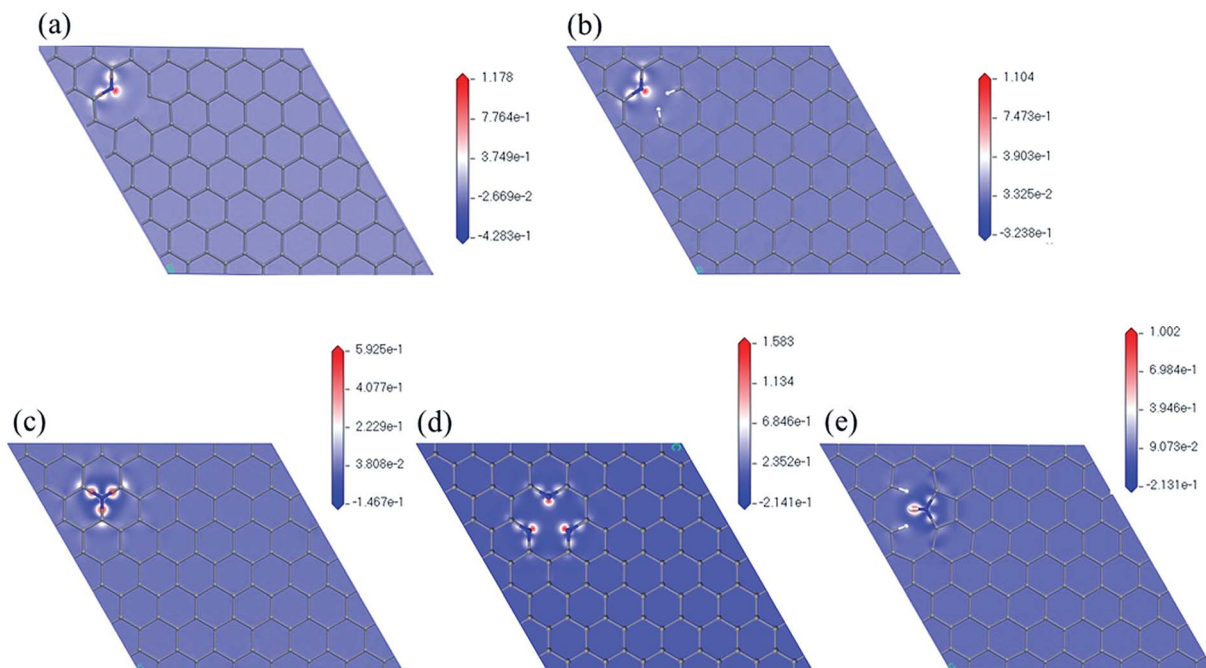 (a)
1.178
7.764e-1
3.749e-1
-2.669e-2
-4.283e-1
(b)
1.104
7.473e-1
3.903e-1
3.325e-2
-3.238e-1
(c)
5.925e-1
4.077e-1
2.229e-1
3.808e-2
-1.467e-1
(d)
1.583
1.134
6.846e-1
2.352e-1
-2.141e-1
(e)
1.002
6.984e-1
3.946e-1
9.073e-2
-2.131e-1